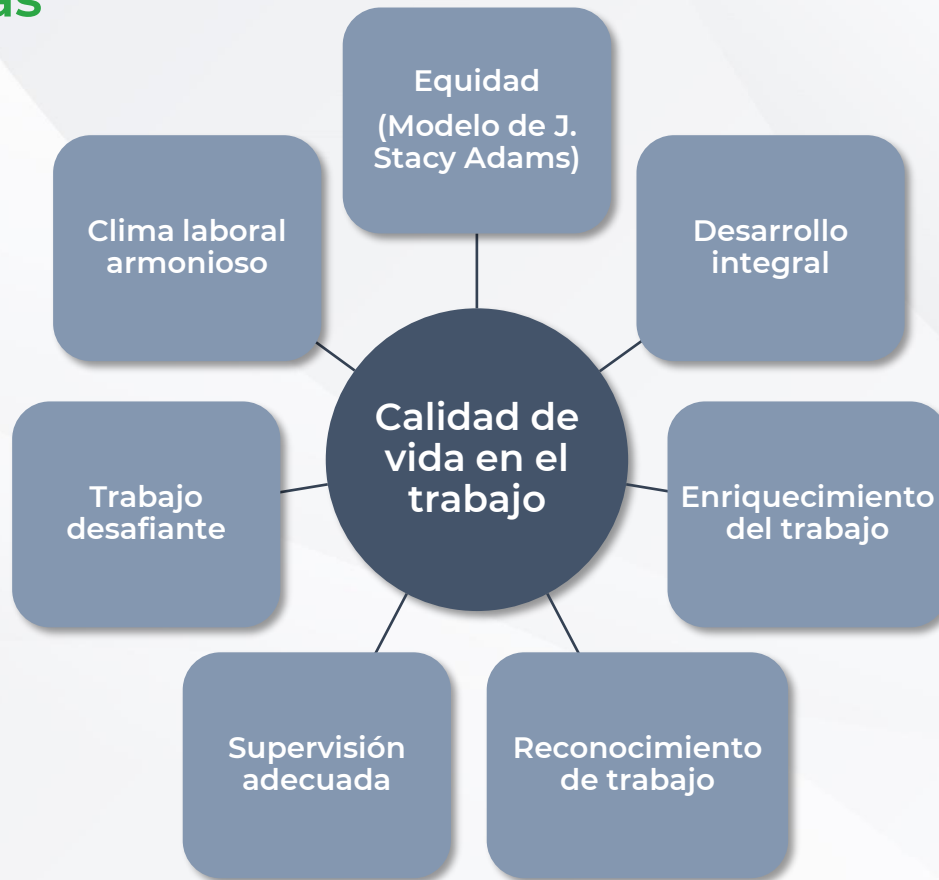 Equidad
(Modelo de J.
Stacy Adams)
Clima laboral
armonioso
Desarrollo
integral
Calidad de
vida en el
trabajo
Trabajo
desafiante
Enriquecimiento
del trabajo
Supervisión
adecuada
Reconocimiento
de trabajo